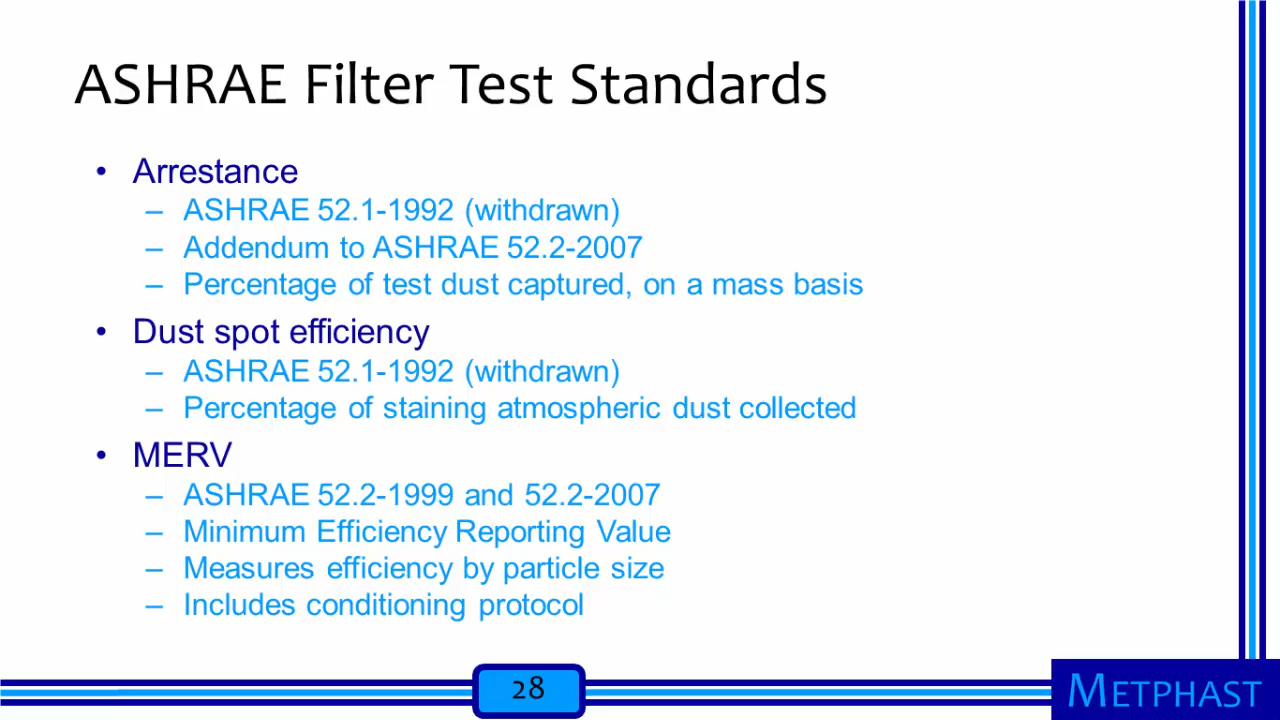 ASHRAE Filter Test Standards
• Arrestance
– ASHRAE 52.1-1992 (withdrawn)
– Addendum to ASHRAE 52.2-2007
– Percentage of test dust captured, on a mass basis
• Dust spot efficiency
– ASHRAE 52.1-1992 (withdrawn)
– Percentage of staining atmospheric dust collected
• MERV
– ASHRAE 52.2-1999 and 52.2-2007
– Minimum Efficiency Reporting Value
– Measures efficiency by particle size
– Includes conditioning protocol
28
METPHAST